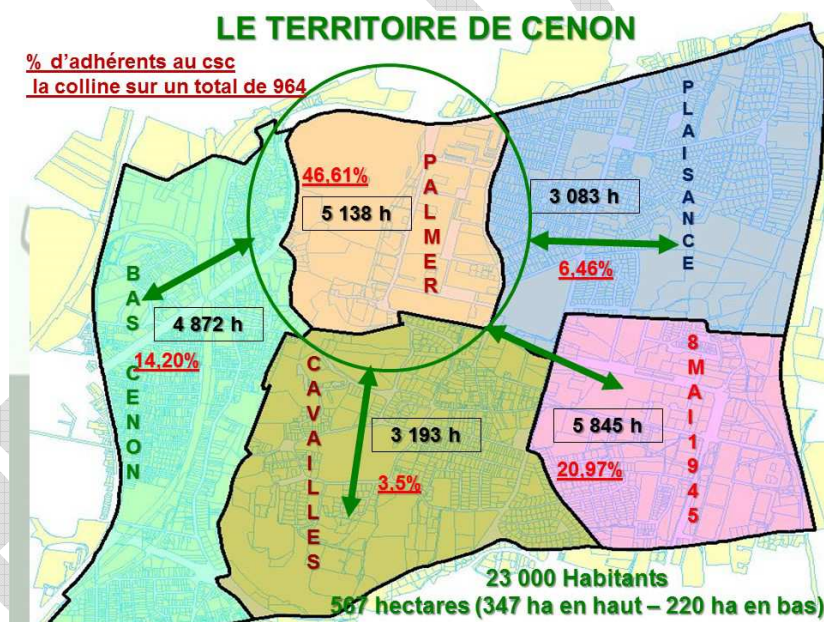 LE TERRITOIRE DE CENON
% d’adhérents au csc
la colline sur un total de 964
46,61%
5 138 h
PALMER
PLAISANCE
3 083 h
6,46%
BAS CENON
4 872 h
14,20%
CAVAILLES
3 193 h
3,5%
8 MAI 1945
5 845 h
20,97%
23 000 Habitants
567 hectares (347 ha en haut – 220 ha en bas)